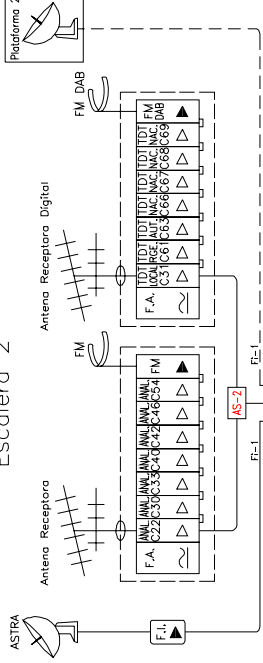 Plataforma 2
Escalera 2
FM DAB
Antena Receptora Digital
F.A.
TDT LOCAL C31
TDT RGE. C61
TDT AUT. C63
TDT NAC. C66
TDT NAC. C67
TDT NAC. C68
TDT NAC. C69
FM DAB
FM
Antena Receptora
F.A.
ANAL. C22
ANAL. C30
ANAL. C33
ANAL. C40
ANAL. C42
ANAL. C46
ANAL. C54
FM
ASTRA
F.I.
AS-2
Fi-1
Fi-1